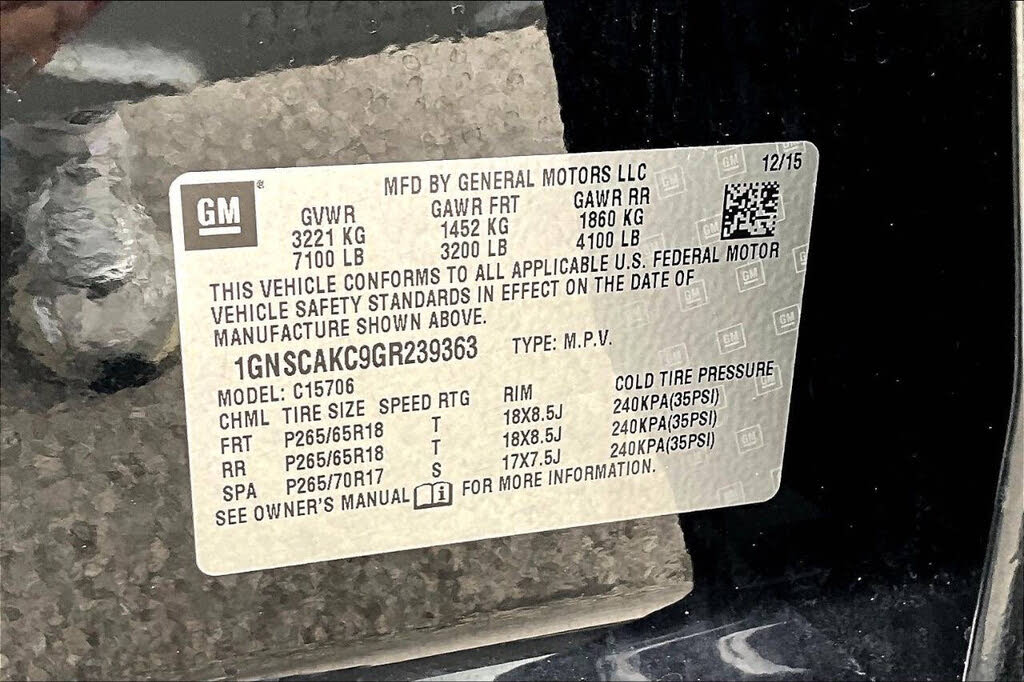 GM
MFD BY GENERAL MOTORS LLC 12/15
GVWR GAWR FRT GAWR RR
3221 KG 1452 KG 1860 KG
7100 LB 3200 LB 4100 LB
THIS VEHICLE CONFORMS TO ALL APPLICABLE U.S. FEDERAL MOTOR
VEHICLE SAFETY STANDARDS IN EFFECT ON THE DATE OF
MANUFACTURE SHOWN ABOVE.
1GNSCAKC9GR239363 TYPE: M.P.V.
MODEL: C15706
CHML TIRE SIZE SPEED RTG RIM COLD TIRE PRESSURE
FRT P265/65R18 T 18X8.5J 240KPA(35PSI)
RR P265/65R18 T 18X8.5J 240KPA(35PSI)
SPA P265/70R17 S 17X7.5J 240KPA(35PSI)
SEE OWNER'S MANUAL FOR MORE INFORMATION.